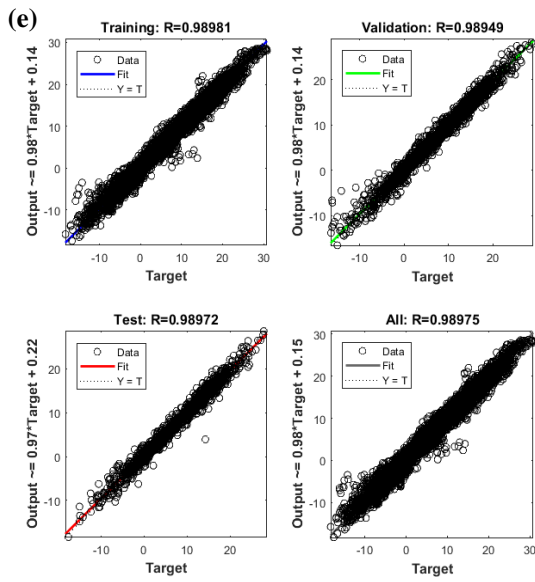 (e)
Training: R=0.98981
Output ~= 0.98*Target + 0.14
30
20
10
0
-10
Data
Fit
Y = T
-10 0 10 20 30
Target
Validation: R=0.98949
Output ~= 0.98*Target + 0.14
20
10
0
-10
Data
Fit
Y = T
-10 0 10 20
Target
Test: R=0.98972
Output ~= 0.97*Target + 0.22
20
10
0
-10
Data
Fit
Y = T
-10 0 10 20
Target
All: R=0.98975
Output ~= 0.98*Target + 0.15
30
20
10
0
-10
Data
Fit
Y = T
-10 0 10 20 30
Target